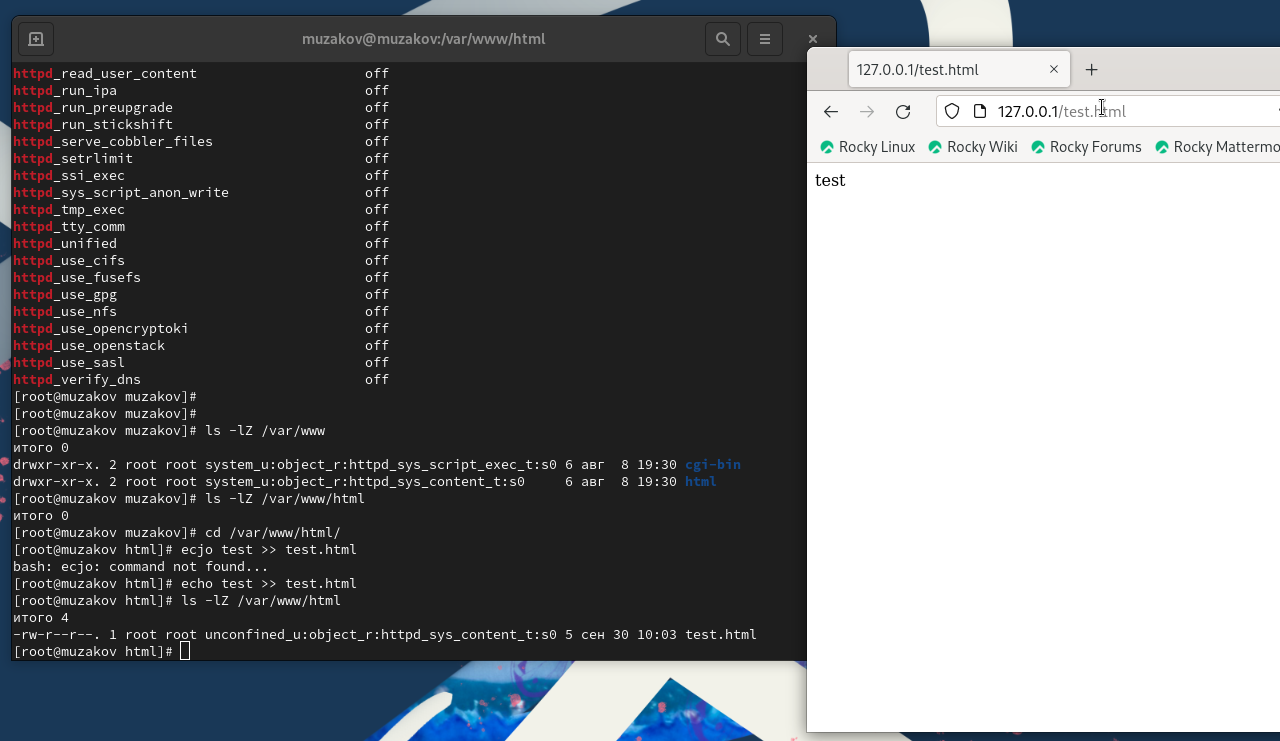 muzakov@muzakov:/var/www/html
httpd_read_user_content off
httpd_run_ipa off
httpd_run_preupgrade off
httpd_run_stickshift off
httpd_serve_cobbler_files off
httpd_setrlimit off
httpd_ssi_exec off
httpd_sys_script_anon_write off
httpd_tmp_exec off
httpd_tty_comm off
httpd_unified off
httpd_use_cifs off
httpd_use_fusefs off
httpd_use_gpg off
httpd_use_nfs off
httpd_use_opencryptoki off
httpd_use_openstack off
httpd_use_sasl off
httpd_verify_dns off
[root@muzakov muzakov]#
[root@muzakov muzakov]#
[root@muzakov muzakov]# ls -lZ /var/www
итого 0
drwxr-xr-x. 2 root root system_u:object_r:httpd_sys_script_exec_t:s0 6 авг 8 19:30 cgi-bin
drwxr-xr-x. 2 root root system_u:object_r:httpd_sys_content_t:s0 6 авг 8 19:30 html
[root@muzakov muzakov]# ls -lZ /var/www/html
итого 0
[root@muzakov muzakov]# cd /var/www/html/
[root@muzakov html]# ecjo test >> test.html
bash: ecjo: command not found...
[root@muzakov html]# echo test >> test.html
[root@muzakov html]# ls -lZ /var/www/html
итого 4
-rw-r--r--. 1 root root unconfined_u:object_r:httpd_sys_content_t:s0 5 сен 30 10:03 test.html
[root@muzakov html]#
127.0.0.1/test.html
127.0.0.1/test.html
Rocky Linux Rocky Wiki Rocky Forums Rocky Mattermo
test